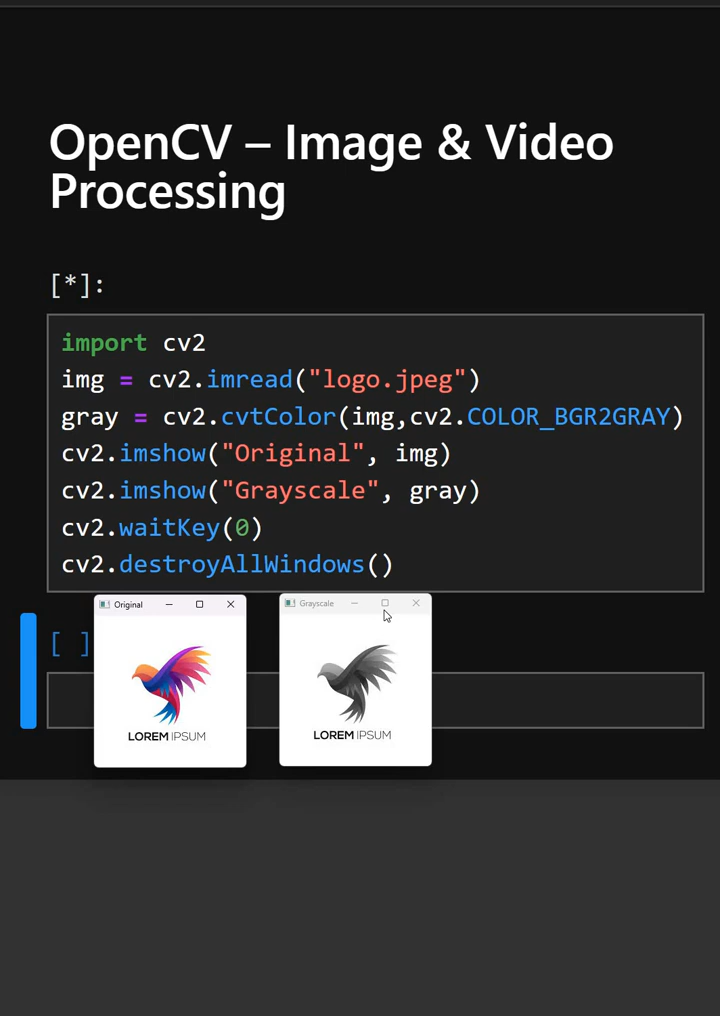 OpenCV – Image & Video
Processing
[*]:
import cv2
img = cv2.imread("logo.jpeg")
gray = cv2.cvtColor(img,cv2.COLOR_BGR2GRAY)
cv2.imshow("Original", img)
cv2.imshow("Grayscale", gray)
cv2.waitKey(0)
cv2.destroyAllWindows()
Original
Grayscale
[ ]
LOREM IPSUM
LOREM IPSUM